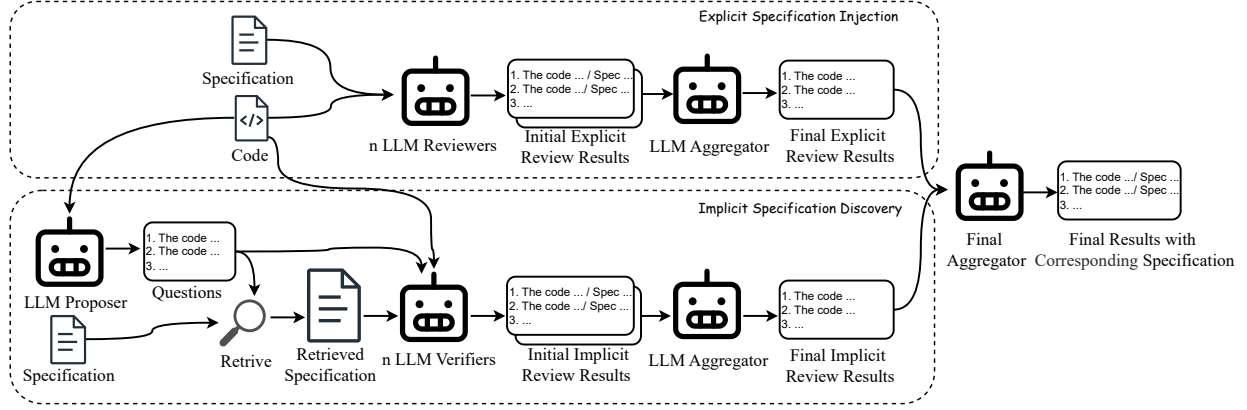 Explicit Specification Injection
Specification
</>
Code
n LLM Reviewers
1. The code ... / Spec ...
2. The code .../ Spec ...
3. ...
Initial Explicit
Review Results
LLM Aggregator
1. The code ...
2. The code ...
3. ...
Final Explicit
Review Results
Implicit Specification Discovery
LLM Proposer
1. The code ...
2. The code ...
3. ...
Questions
Specification
Retrive
Retrieved
Specification
n LLM Verifiers
1. The code ... / Spec ...
2. The code .../ Spec ...
3. ...
Initial Implicit
Review Results
LLM Aggregator
1. The code ...
2. The code ...
3. ...
Final Implicit
Review Results
Final
Aggregator
1. The code .../ Spec ...
2. The code .../ Spec ...
3. ...
Final Results with
Corresponding Specification